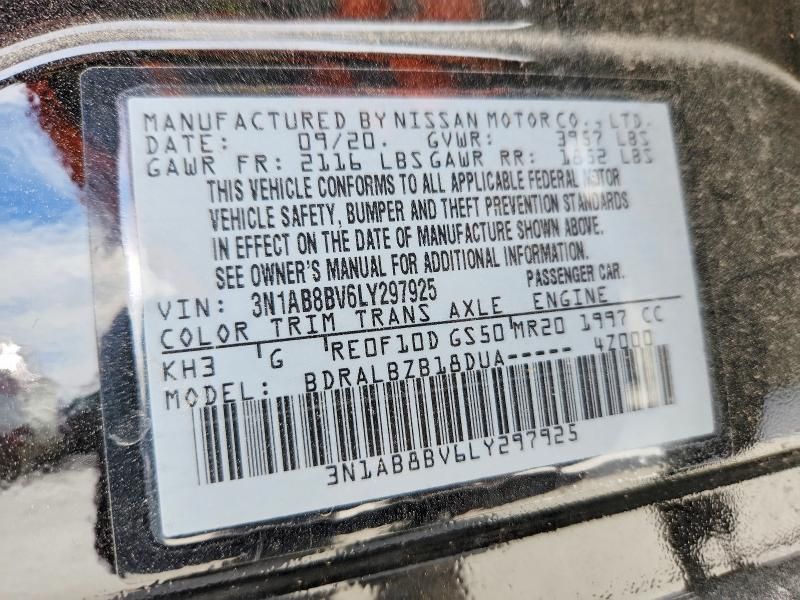 MANUFACTURED BY NISSAN MOTOR CO., LTD.
DATE: 09/20. GVWR: 3957 LBS
GAWR FR: 2116 LBS GAWR RR: 1852 LBS
THIS VEHICLE CONFORMS TO ALL APPLICABLE FEDERAL MOTOR
VEHICLE SAFETY, BUMPER AND THEFT PREVENTION STANDARDS
IN EFFECT ON THE DATE OF MANUFACTURE SHOWN ABOVE.
SEE OWNER'S MANUAL FOR ADDITIONAL INFORMATION.
VIN: 3N1AB8BV6LY297925 PASSENGER CAR.
COLOR TRIM TRANS AXLE ENGINE
KH3 G RE0F10D GS50 MR20 1997 CC
MODEL: BDRALBZB18DUA----- 4Z000
3N1AB8BV6LY297925